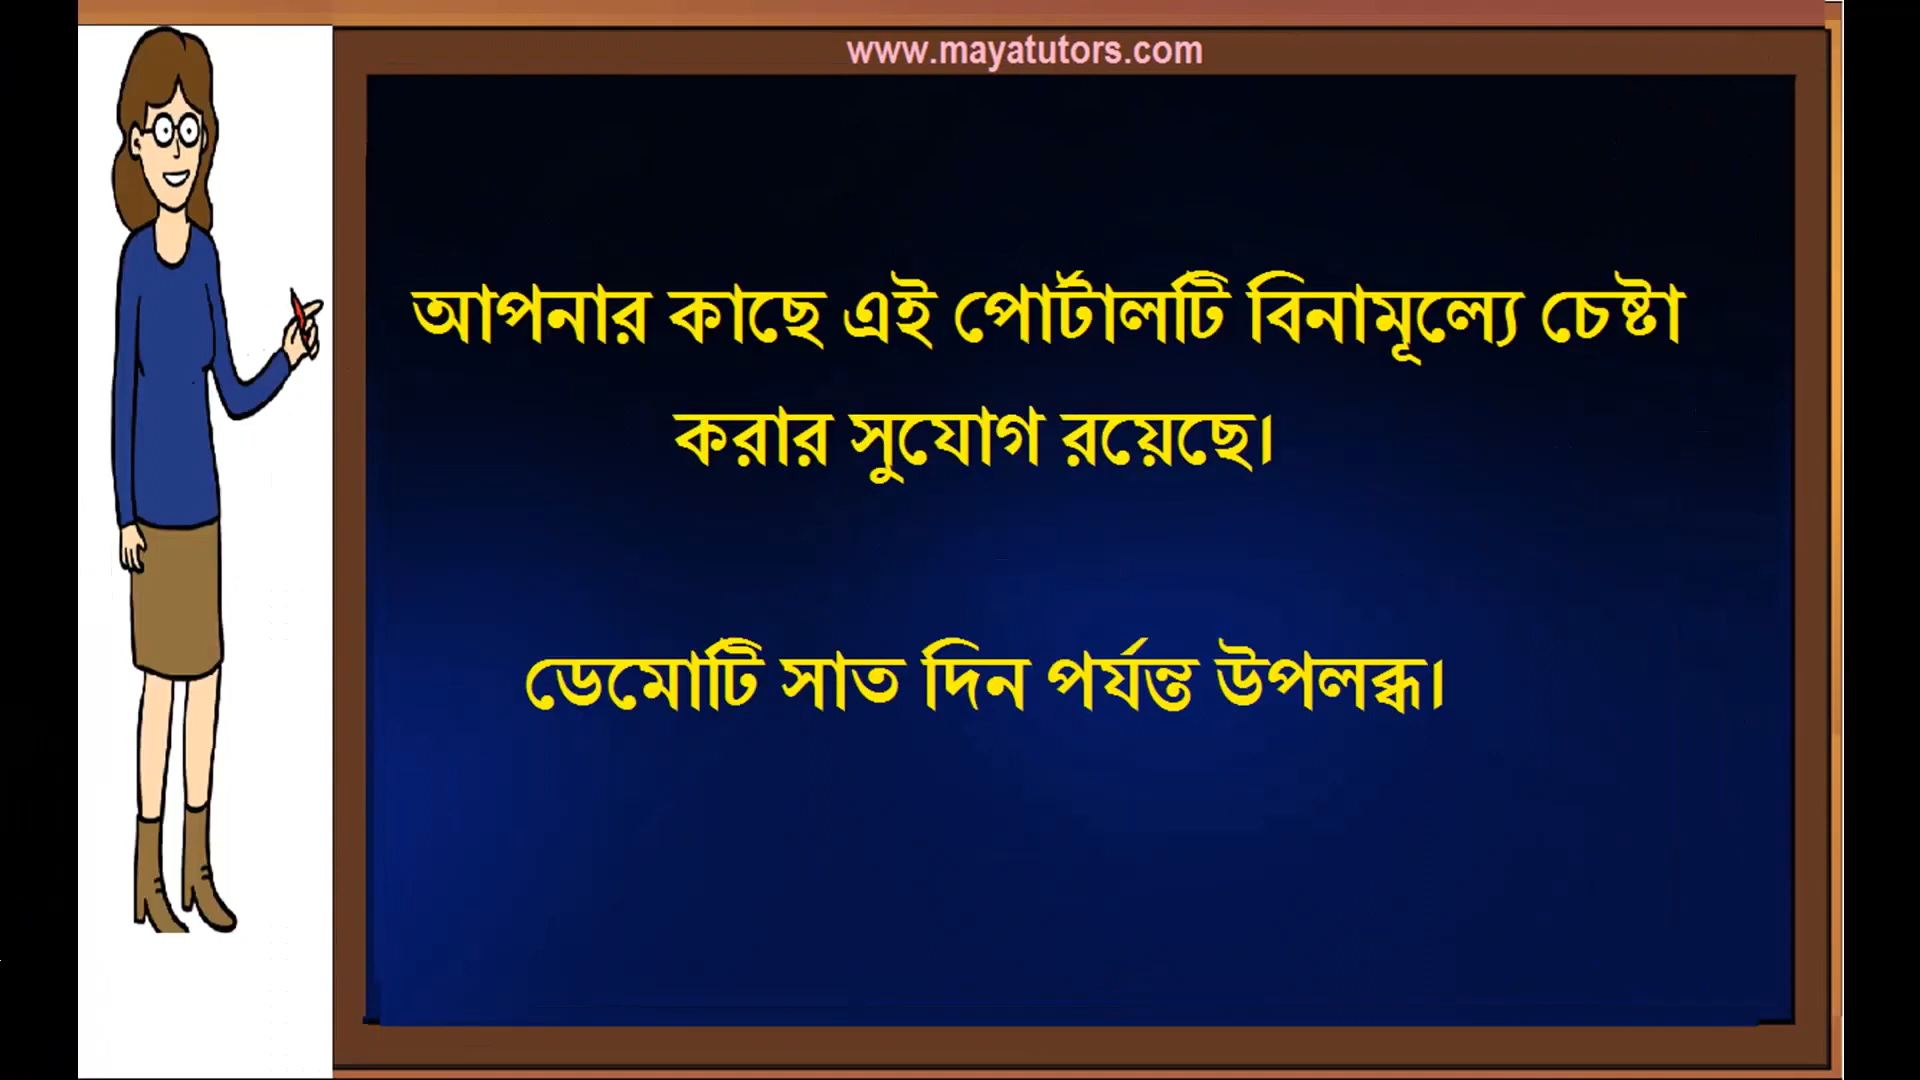 www.mayatutors.com
আপনার কাছে এই পোর্টালটি বিনামূল্যে চেষ্টা
করার সুযোগ রয়েছে।
ডেমোটি সাত দিন পর্যন্ত উপলব্ধ।